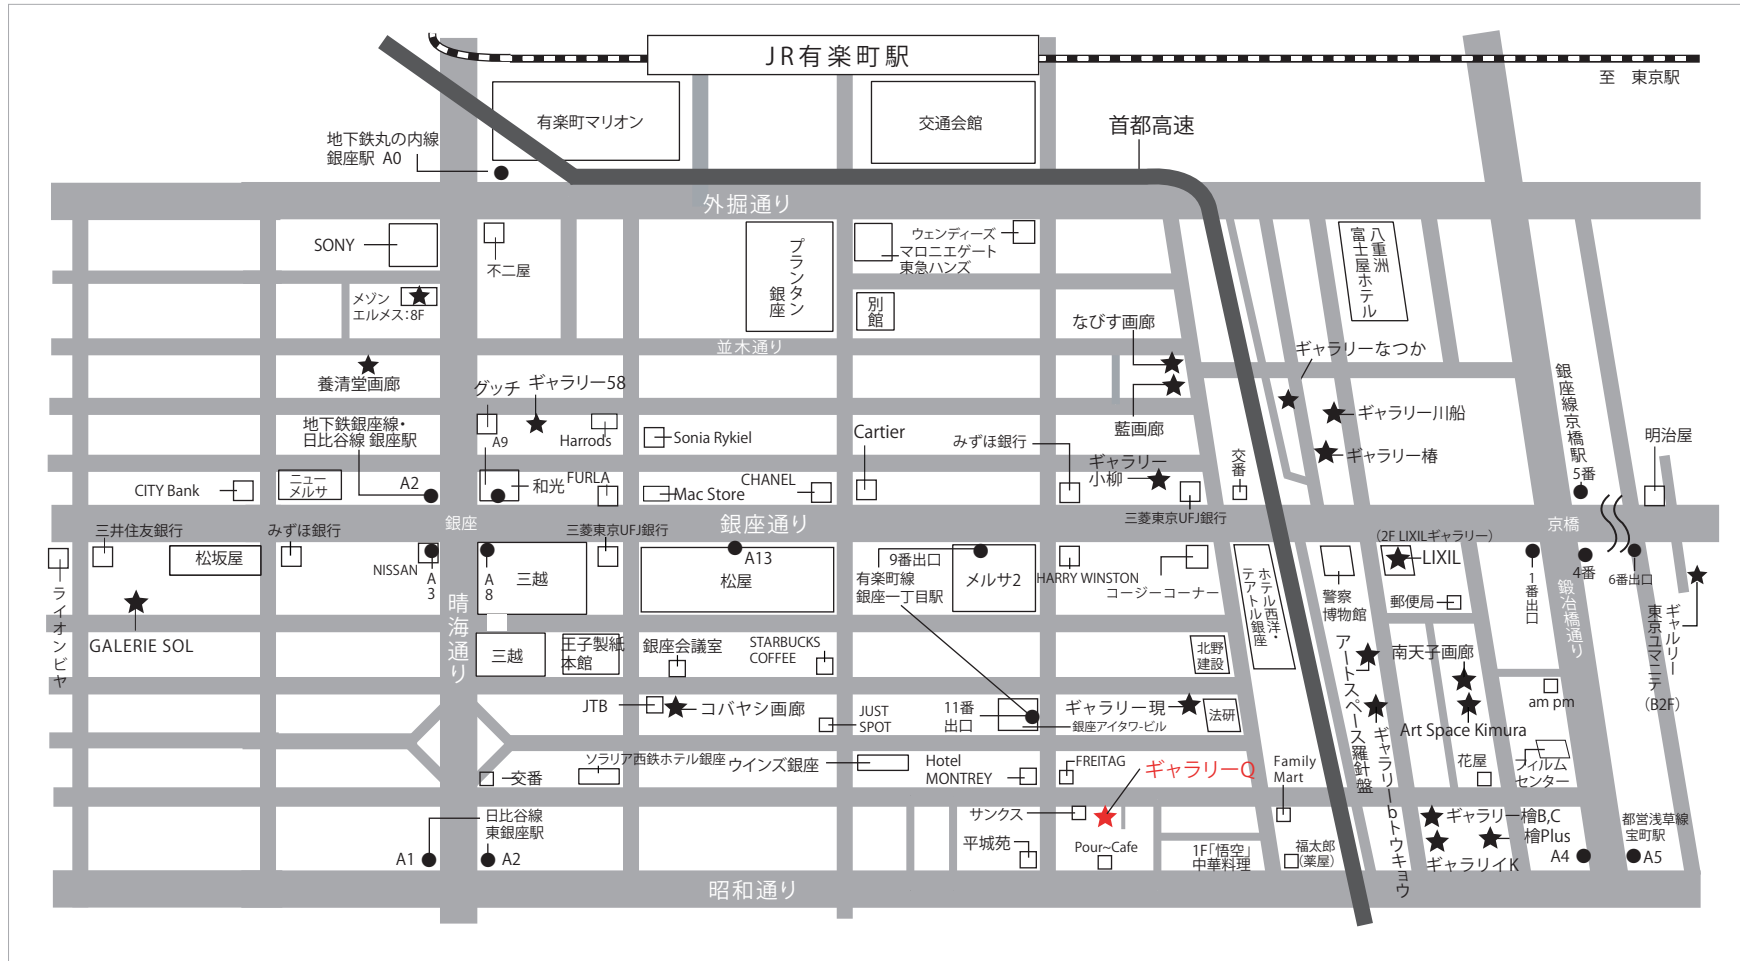 JR有楽町駅
至 東京駅
有楽町マリオン
交通会館
首都高速
地下鉄丸の内線
銀座駅 A0
外掘通り
SONY
不二屋
プランタン
銀座
ウェンディーズ
マロニエゲート
東急ハンズ
八重洲
富士屋ホテル
メゾン
エルメス:8F
別館
なびす画廊
並木通り
ギャラリーなつか
養清堂画廊
グッチ
ギャラリー58
銀座線京橋駅
5番
ギャラリー川船
地下鉄銀座線・
日比谷線 銀座駅
A9
Harrods
Sonia Rykiel
Cartier
みずほ銀行
藍画廊
明治屋
ギャラリー椿
ギャラリー
小柳
交番
CITY Bank
ニュー
メルサ
A2
和光
FURLA
Mac Store
CHANEL
三菱東京UFJ銀行
銀座
銀座通り
京橋
三井住友銀行
みずほ銀行
三菱東京UFJ銀行
(2F LIXILギャラリー)
LIXIL
松坂屋
NISSAN
A3
A8
三越
A13
松屋
9番出口
有楽町線
銀座一丁目駅
メルサ2
HARRY WINSTON
コージーコーナー
ホテル西洋・
テアトル銀座
警察
博物館
郵便局
1番出口
4番
6番出口
鍛冶橋通り
ライオンビヤ
GALERIE SOL
晴海通り
三越
王子製紙
本館
銀座会議室
STARBUCKS
COFFEE
北野
建設
アートスペース羅針盤
南天子画廊
ギャルリー
東京ユマニテ
(B2F)
JTB
コバヤシ画廊
JUST
SPOT
11番
出口
ギャラリー現
銀座アイタワービル
法研
am pm
Art Space Kimura
ギャラリーbトウキョウ
交番
ソラリア西鉄ホテル銀座
ウインズ銀座
Hotel
MONTREY
FREITAG
ギャラリーQ
Family
Mart
花屋
フィルム
センター
日比谷線
東銀座駅
A1
A2
サンクス
平城苑
Pour~Cafe
1F「悟空」
中華料理
福太郎
(薬屋)
ギャラリー檜B,C
檜Plus
ギャラリイK
都営浅草線
宝町駅
A4
A5
昭和通り